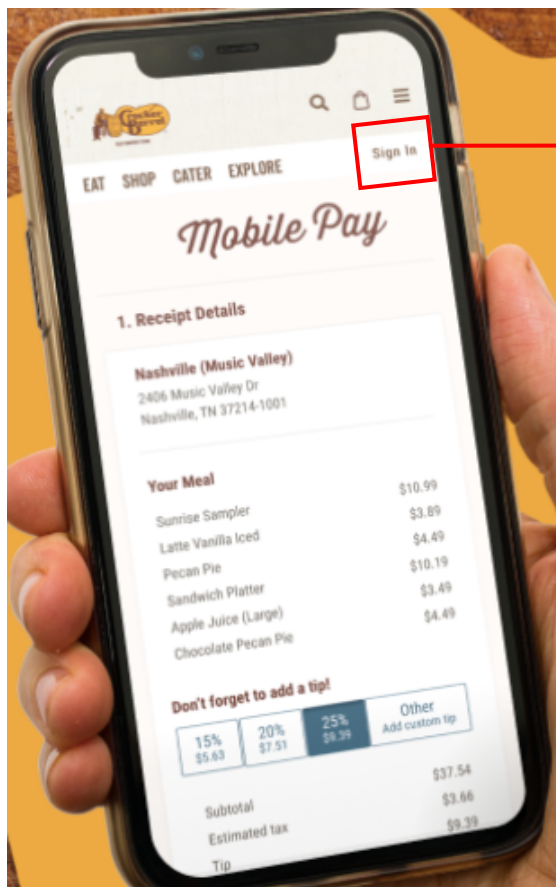 Cracker
Barrel
EAT SHOP CATER EXPLORE Sign In
Mobile Pay
1. Receipt Details
Nashville (Music Valley)
2406 Music Valley Dr
Nashville, TN 37214-1001
Your Meal
Sunrise Sampler $10.99
Latte Vanilla Iced $3.89
Pecan Pie $4.49
Sandwich Platter $10.19
Apple Juice (Large) $3.49
Chocolate Pecan Pie $4.49
Don't forget to add a tip!
15% 20% 25% Other
$5.63 $7.51 $9.39 Add custom tip
Subtotal $37.54
Estimated tax $3.66
Tip $9.39